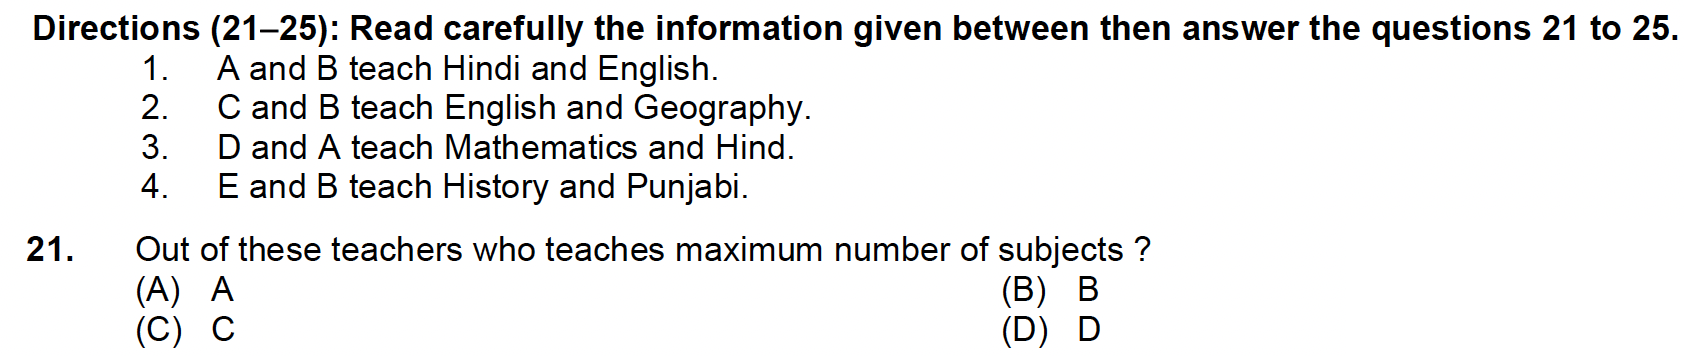 Directions (21–25): Read carefully the information given between then answer the questions 21 to 25.
1. A and B teach Hindi and English.
2. C and B teach English and Geography.
3. D and A teach Mathematics and Hind.
4. E and B teach History and Punjabi.
21. Out of these teachers who teaches maximum number of subjects ?
(A) A (B) B
(C) C (D) D